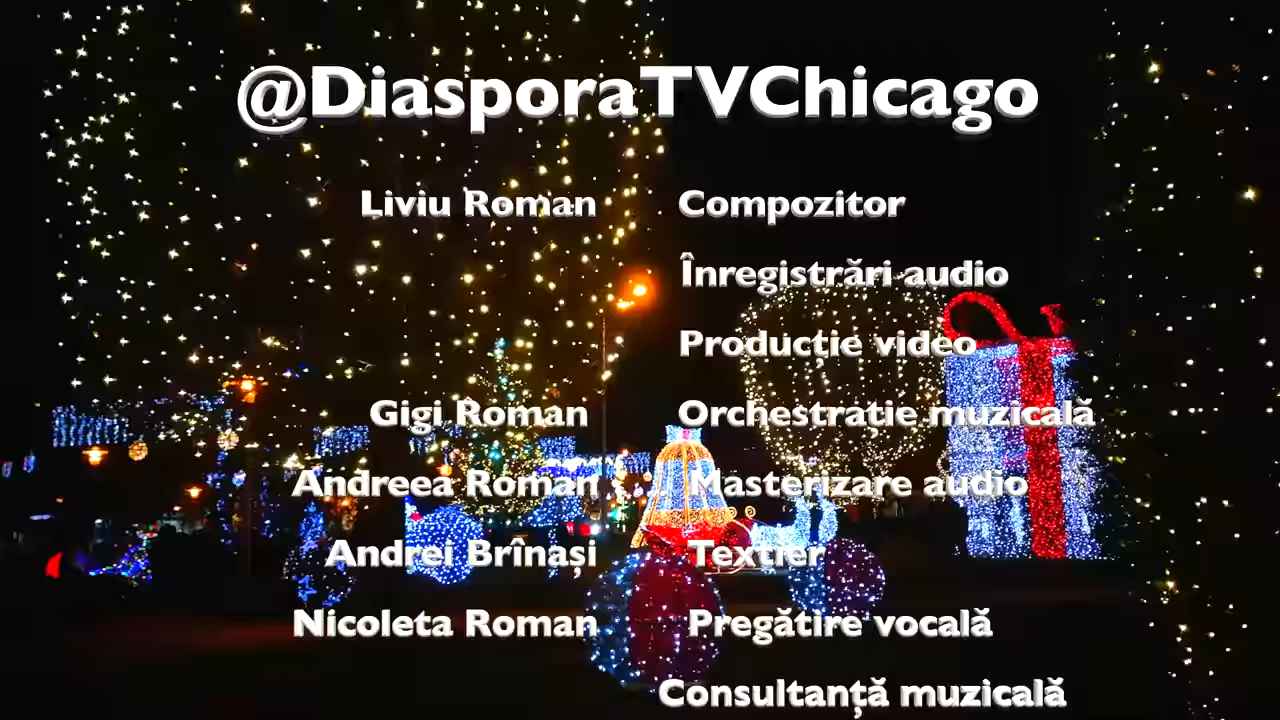 @DiasporaTVChicago
Liviu Roman Compozitor
Înregistrări audio
Producție video
Gigi Roman Orchestrație muzicală
Andreea Roman Masterizare audio
Andrei Brînași Textier
Nicoleta Roman Pregătire vocală
Consultanță muzicală